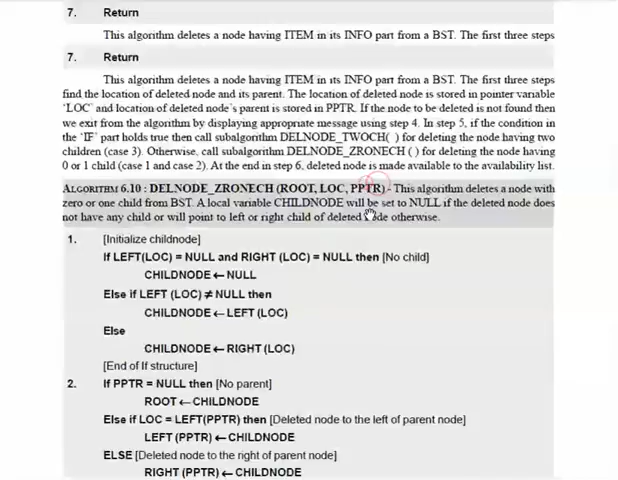 7. Return
This algorithm deletes a node having ITEM in its INFO part from a BST. The first three steps
7. Return
This algorithm deletes a node having ITEM in its INFO part from a BST. The first three steps
find the location of deleted node and its parent. The location of deleted node is stored in pointer variable
'LOC' and location of deleted node's parent is stored in PPTR. If the node to be deleted is not found then
we exit from the algorithm by displaying appropriate message using step 4. In step 5, if the condition in
the 'IF' part holds true then call subalgorithm DELNODE_TWOCH( ) for deleting the node having two
children (case 3). Otherwise, call subalgorithm DELNODE_ZRONECH ( ) for deleting the node having
0 or 1 child (case 1 and case 2). At the end in step 6, deleted node is made available to the availability list.
ALGORITHM 6.10 : DELNODE_ZRONECH (ROOT, LOC, PPTR) - This algorithm deletes a node with
zero or one child from BST. A local variable CHILDNODE will be set to NULL if the deleted node does
not have any child or will point to left or right child of deleted node otherwise.
1. [Initialize childnode]
If LEFT(LOC) = NULL and RIGHT (LOC) = NULL then [No child]
CHILDNODE ← NULL
Else if LEFT (LOC) ≠ NULL then
CHILDNODE ← LEFT (LOC)
Else
CHILDNODE ← RIGHT (LOC)
[End of If structure]
2. If PPTR = NULL then [No parent]
ROOT ← CHILDNODE
Else if LOC = LEFT(PPTR) then [Deleted node to the left of parent node]
LEFT (PPTR) ← CHILDNODE
ELSE [Deleted node to the right of parent node]
RIGHT (PPTR) ← CHILDNODE